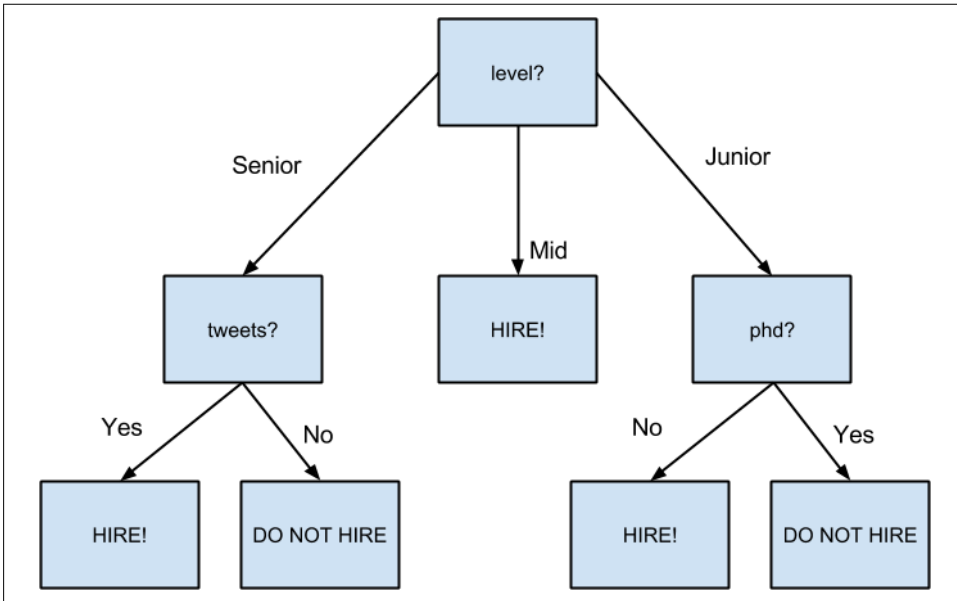 level?
Senior
Junior
Mid
tweets?
HIRE!
phd?
Yes
No
No
Yes
HIRE!
DO NOT HIRE
HIRE!
DO NOT HIRE